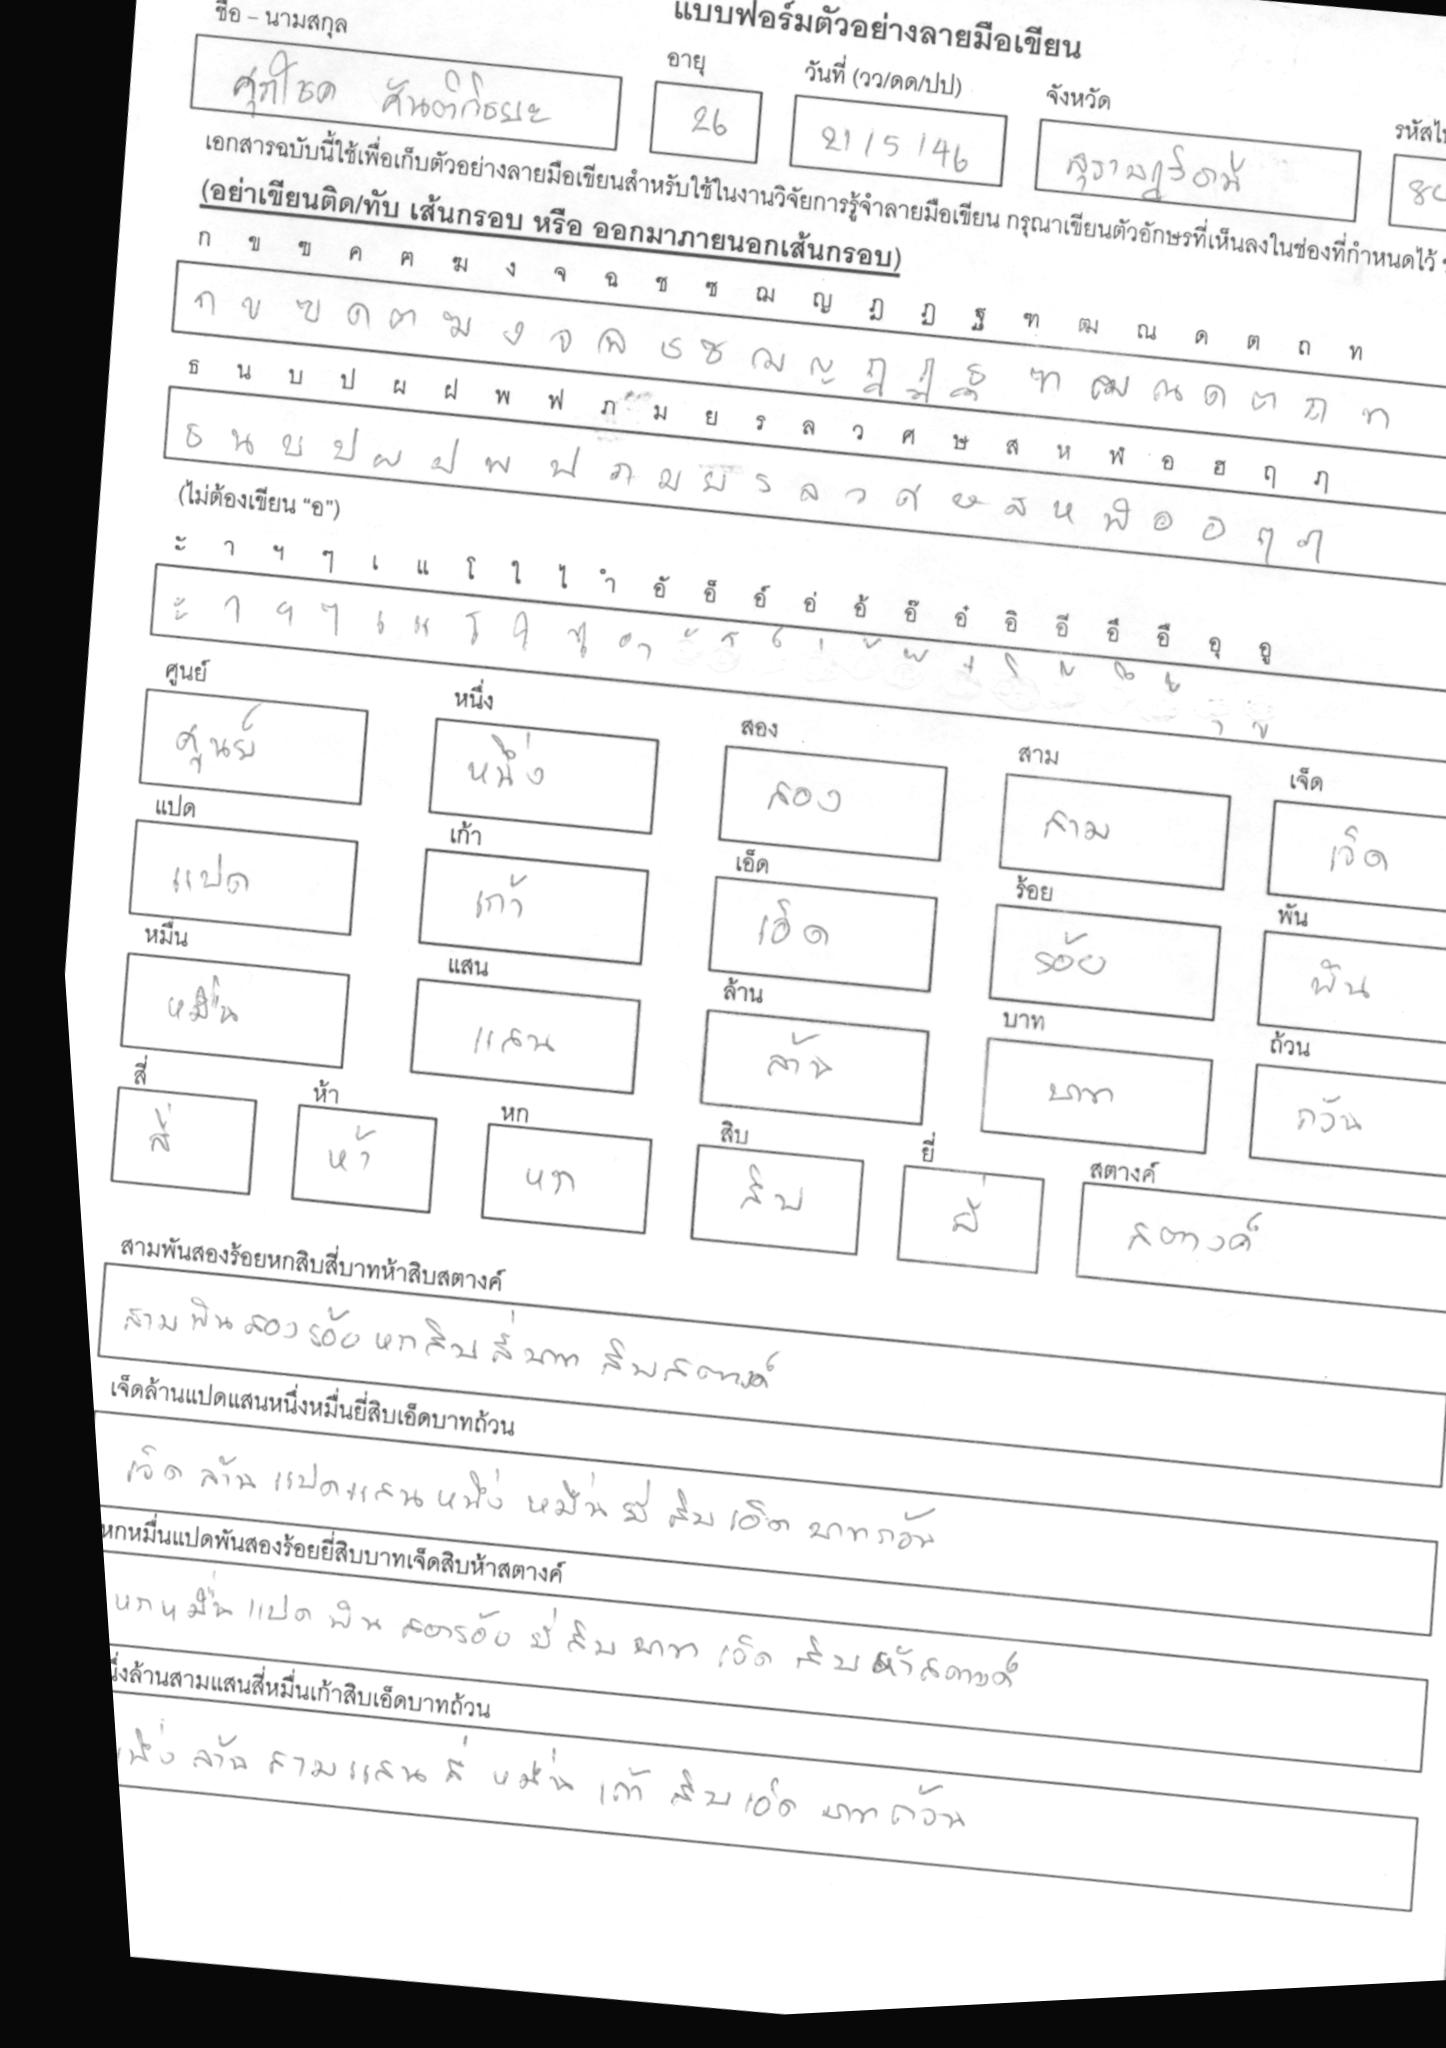 แบบฟอร์มตัวอย่างลายมือเขียน
ชื่อ – นามสกุล อายุ วันที่ (วว/ดด/ปป) จังหวัด
ศุภโชค 26 21/5/46 สุราษฎร์ธานี
เอกสารฉบับนี้ใช้เพื่อเก็บตัวอย่างลายมือเขียนสำหรับใช้ในงานวิจัยการรู้จำลายมือเขียน กรุณาเขียนตัวอักษรที่เห็นลงในช่องที่กำหนดไว้
(อย่าเขียนติด/ทับ เส้นกรอบ หรือ ออกมาภายนอกเส้นกรอบ)
ก ข ฃ ค ฅ ฆ ง จ ฉ ช ซ ฌ ญ ฎ ฏ ฐ ฑ ฒ ณ ด ต ถ ท
ก ข ฃ ค ฅ ฆ ง จ ฉ ช ซ ฌ ญ ฎ ฏ ฐ ฑ ฒ ณ ด ต ถ ท
ธ น บ ป ผ ฝ พ ฟ ภ ม ย ร ล ว ศ ษ ส ห ฬ อ ฮ ฤ ฦ
ธ น บ ป ผ ฝ พ ฟ ภ ม ย ร ล ว ศ ษ ส ห ฬ อ ฮ ฤ ฦ
(ไม่ต้องเขียน “อ”)
ะ า ฯ ๆ เ แ โ ใ ไ ำ อั อ็ อ์ อ่ อ้ อ๊ อ๋ อิ อี อึ อื อุ อู
ะ า ฯ ๆ เ แ โ ใ ไ ำ ั ็ ์ ่ ้ ๊ ๋ ิ ี ึ ื ุ ู
ศูนย์ หนึ่ง สอง สาม เจ็ด
ศูนย์ หนึ่ง สอง สาม เจ็ด
แปด เก้า เอ็ด ร้อย พัน
แปด เก้า เอ็ด ร้อย พัน
หมื่น แสน ล้าน บาท ถ้วน
หมื่น แสน ล้าน บาท ถ้วน
สี่ ห้า หก สิบ ยี่ สตางค์
สี่ ห้า หก สิบ ยี่ สตางค์
สามพันสองร้อยหกสิบสี่บาทห้าสิบสตางค์
สามพันสองร้อยหกสิบสี่บาท สิบสตางค์
เจ็ดล้านแปดแสนหนึ่งหมื่นยี่สิบเอ็ดบาทถ้วน
เจ็ด ล้าน แปดแสน หนึ่ง หมื่น ยี่ สิบ เอ็ด บาทถ้วน
หกหมื่นแปดพันสองร้อยยี่สิบบาทเจ็ดสิบห้าสตางค์
หกหมื่น แปด พัน สองร้อย ยี่ สิบ บาท เจ็ด สิบ ห้าสตางค์
นึ่งล้านสามแสนสี่หมื่นเก้าสิบเอ็ดบาทถ้วน
หนึ่ง ล้าน สามแสน สี่ หมื่น เก้า สิบ เอ็ด บาท ถ้วน